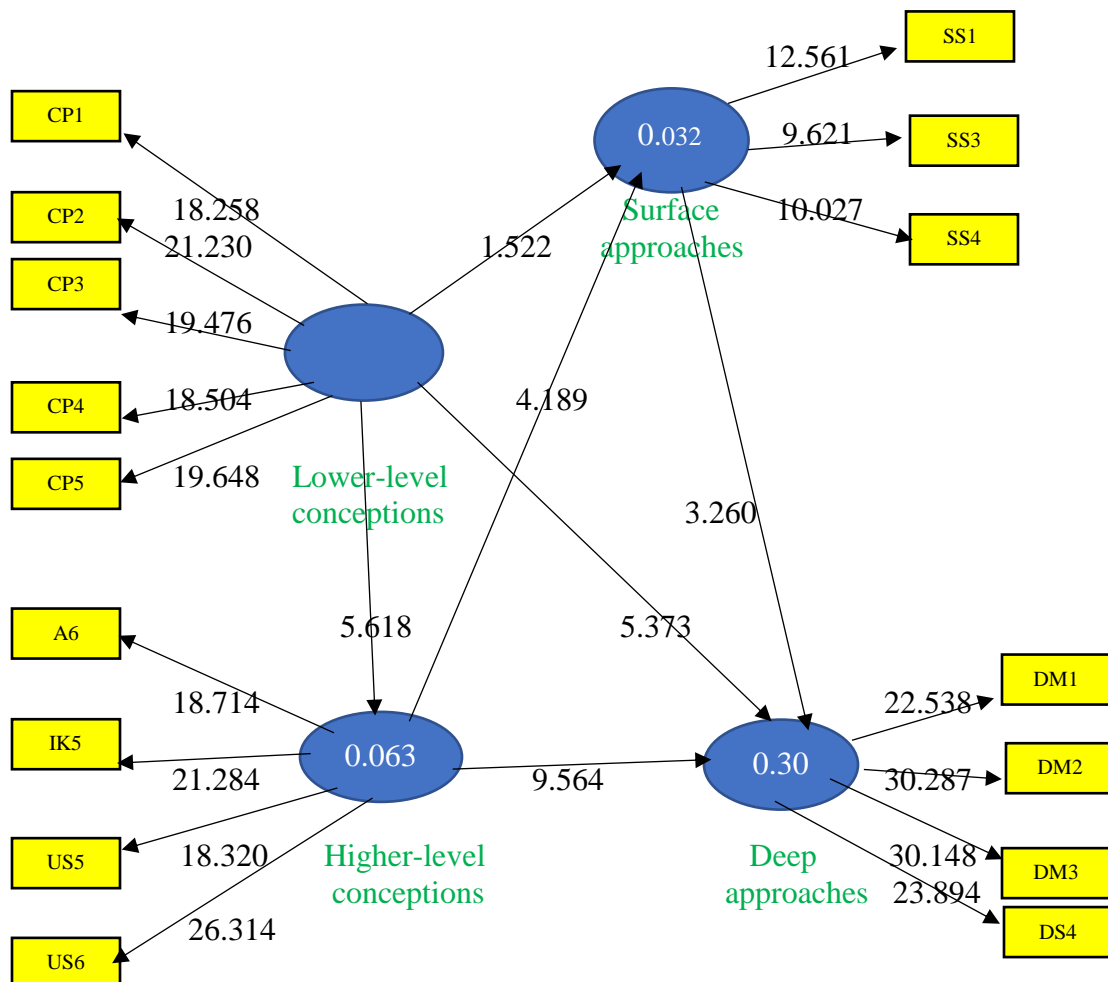 SS1
12.561
CP1
0.032
9.621
SS3
CP2
18.258
Surface
10.027
SS4
21.230
1.522
approaches
CP3
19.476
CP4
18.504
4.189
CP5
19.648
Lower-level
conceptions
3.260
A6
5.618
5.373
18.714
DM1
22.538
IK5
0.063
0.30
21.284
9.564
30.287
DM2
US5
18.320
Higher-level
conceptions
Deep
approaches
30.148
DM3
23.894
26.314
DS4
US6